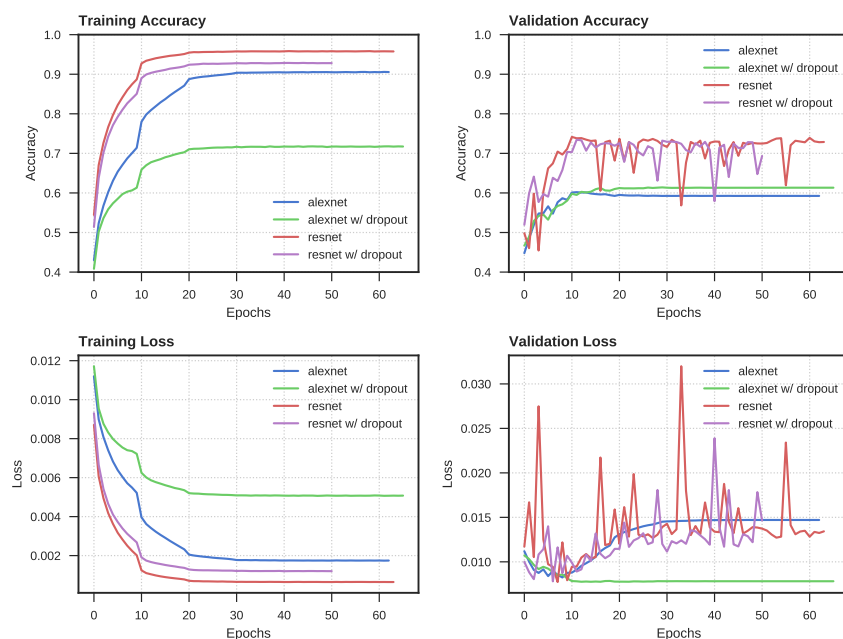 Training Accuracy
1.0
0.9
0.8
0.7
0.6
0.5
0.4
Accuracy
alexnet
alexnet w/ dropout
resnet
resnet w/ dropout
0 10 20 30 40 50 60
Epochs
Validation Accuracy
1.0
0.9
0.8
0.7
0.6
0.5
0.4
Accuracy
alexnet
alexnet w/ dropout
resnet
resnet w/ dropout
0 10 20 30 40 50 60
Epochs
Training Loss
0.012
0.010
0.008
0.006
0.004
0.002
Loss
alexnet
alexnet w/ dropout
resnet
resnet w/ dropout
0 10 20 30 40 50 60
Epochs
Validation Loss
0.030
0.025
0.020
0.015
0.010
Loss
alexnet
alexnet w/ dropout
resnet
resnet w/ dropout
0 10 20 30 40 50 60
Epochs